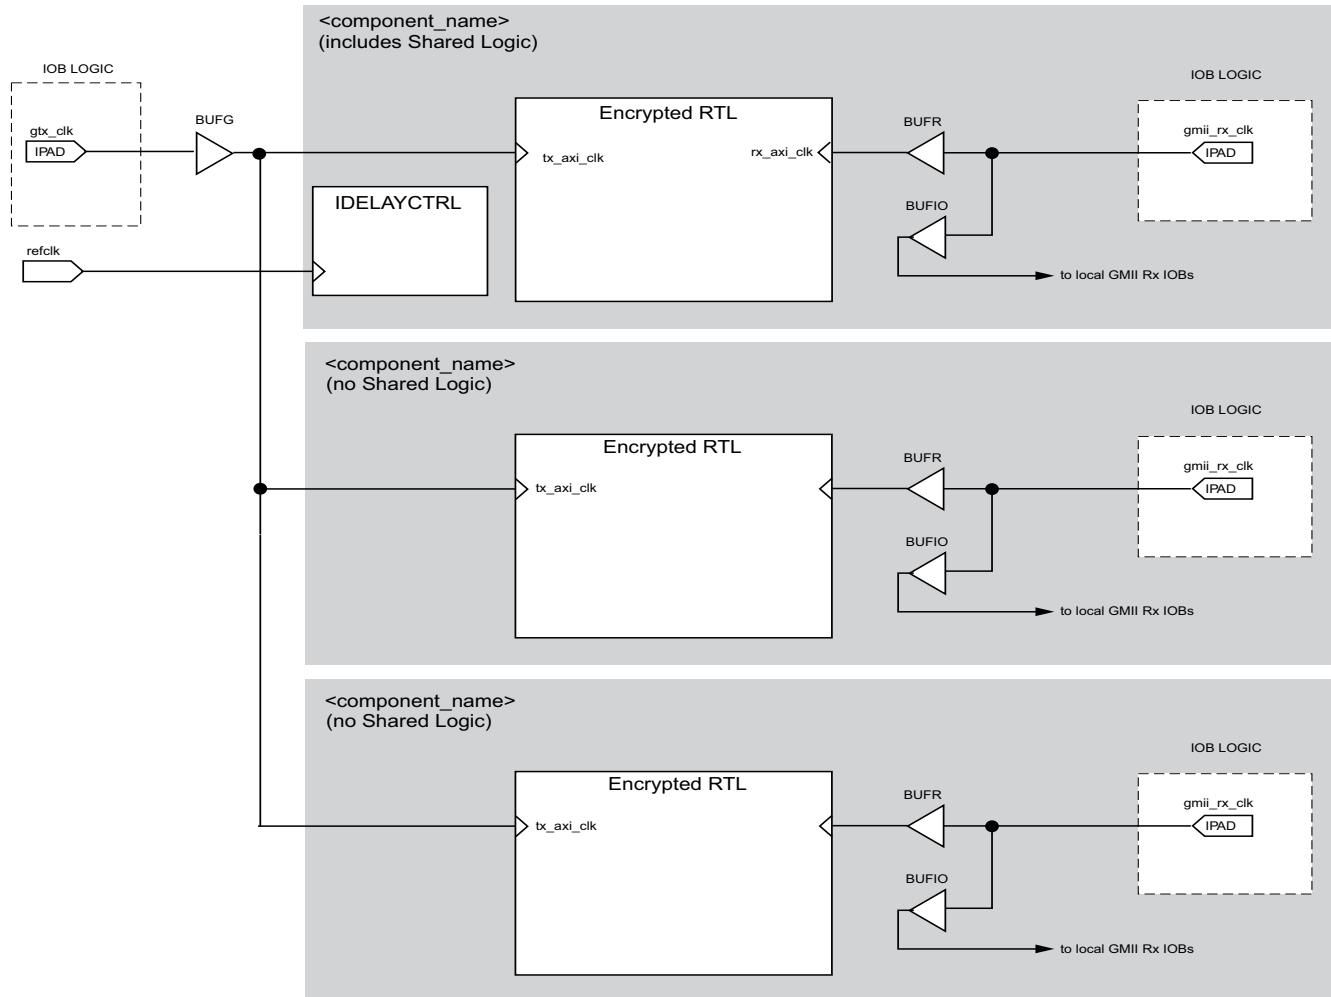 <component_name>
(includes Shared Logic)
IOB LOGIC
gtx_clk
IPAD
BUFG
Encrypted RTL
tx_axi_clk
rx_axi_clk
BUFR
BUFIO
to local GMII Rx IOBs
IOB LOGIC
gmii_rx_clk
IPAD
IDELAYCTRL
refclk
<component_name>
(no Shared Logic)
Encrypted RTL
tx_axi_clk
BUFR
BUFIO
to local GMII Rx IOBs
IOB LOGIC
gmii_rx_clk
IPAD
<component_name>
(no Shared Logic)
Encrypted RTL
tx_axi_clk
BUFR
BUFIO
to local GMII Rx IOBs
IOB LOGIC
gmii_rx_clk
IPAD